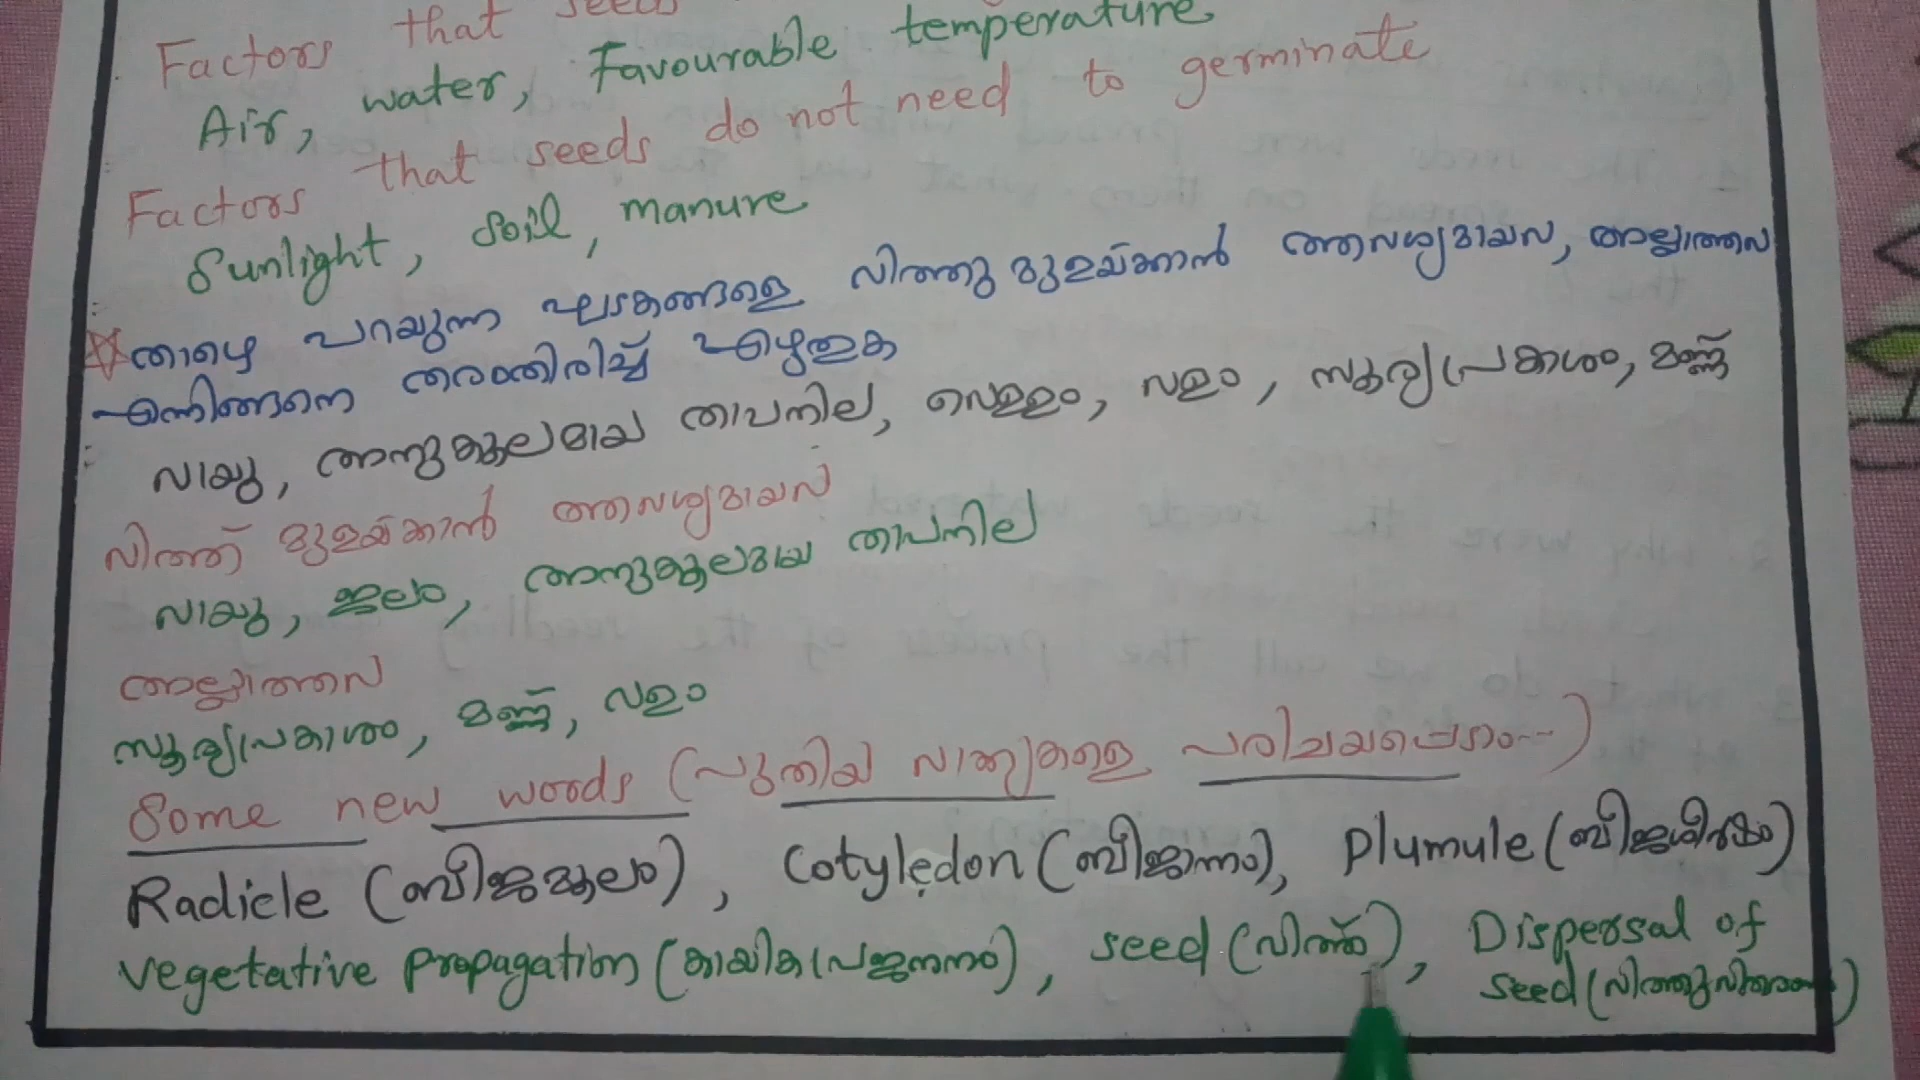 Factors that seeds
Air, water, Favourable temperature
Factors that seeds do not need to germinate
Sunlight, Soil, manure
താഴെ പറയുന്ന ഘടകങ്ങളെ വിത്തു മുളയ്ക്കാൻ ആവശ്യമായവ, അല്ലാത്തവ
എന്നിങ്ങനെ തരംതിരിച്ച് എഴുതുക
വായു, അനുകൂലമായ താപനില, വെള്ളം, വളം, സൂര്യപ്രകാശം, മണ്ണ്
വിത്ത് മുളയ്ക്കാൻ ആവശ്യമായവ
വായു, ജലം, അനുകൂലമായ താപനില
അല്ലാത്തവ
സൂര്യപ്രകാശം, മണ്ണ്, വളം
Some new words (പുതിയ വാക്കുകളെ പരിചയപ്പെടാം--)
Radicle (ബീജമൂലം), Cotyledon (ബീജാന്നം), Plumule (ബീജശീർഷം)
vegetative propagation (കായിക പ്രജനനം), seed (വിത്ത്), Dispersal of
seed (വിത്തുവിതരണം)